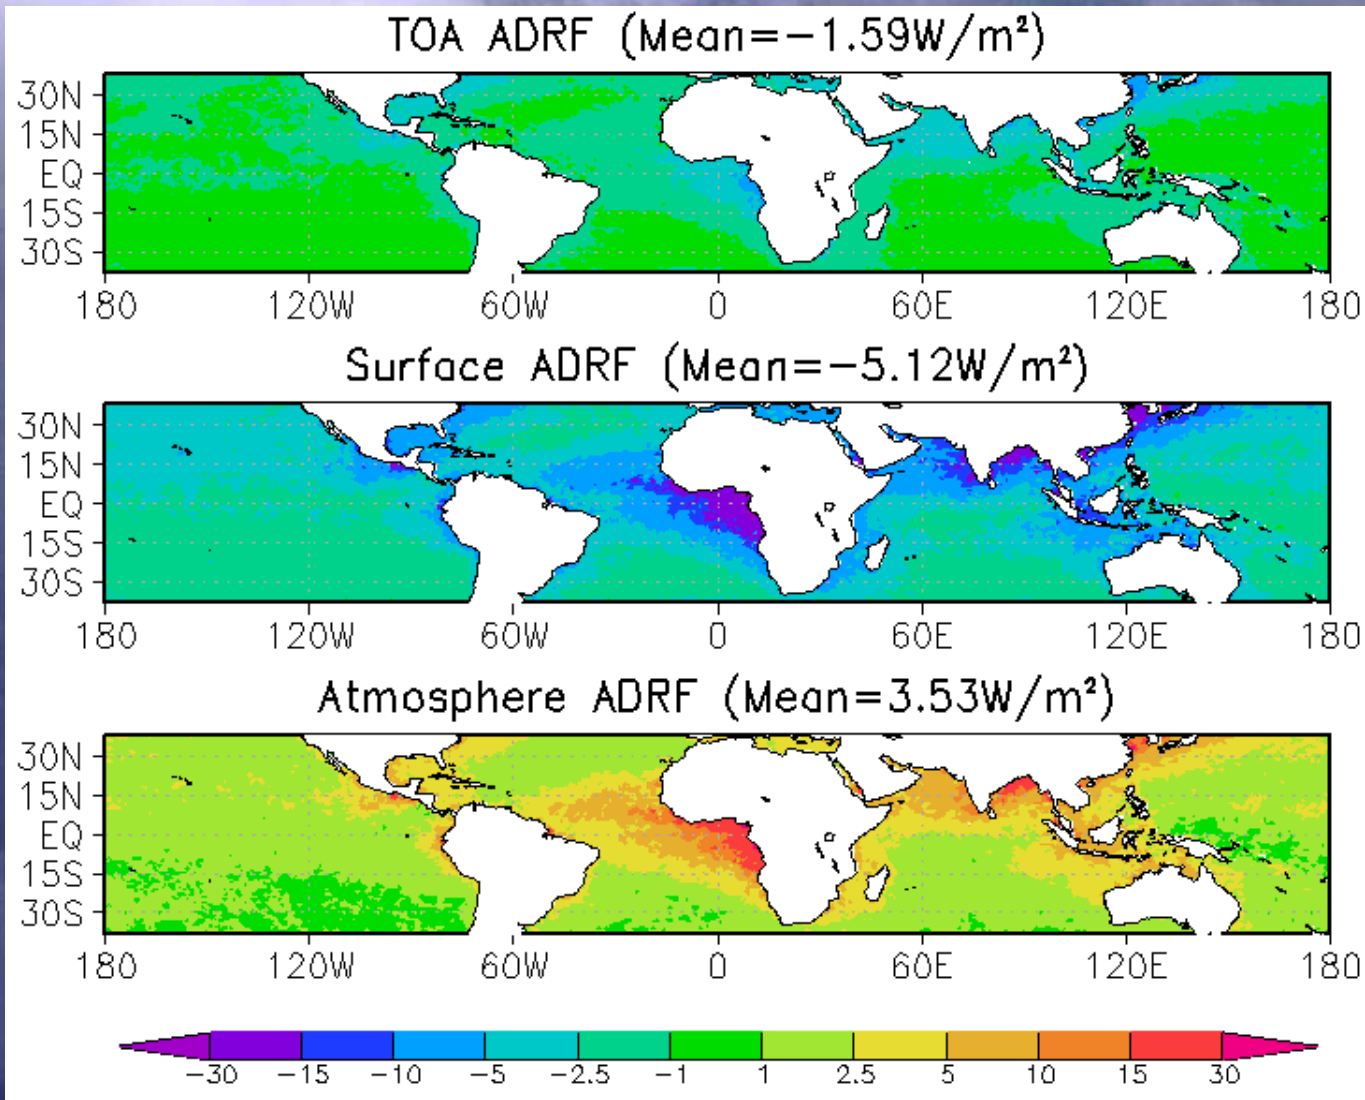 TOA ADRF (Mean=−1.59W/m²)
30N
15N
EQ
15S
30S
180 120W 60W 0 60E 120E 180
Surface ADRF (Mean=−5.12W/m²)
30N
15N
EQ
15S
30S
180 120W 60W 0 60E 120E 180
Atmosphere ADRF (Mean=3.53W/m²)
30N
15N
EQ
15S
30S
180 120W 60W 0 60E 120E 180
−30 −15 −10 −5 −2.5 −1 1 2.5 5 10 15 30